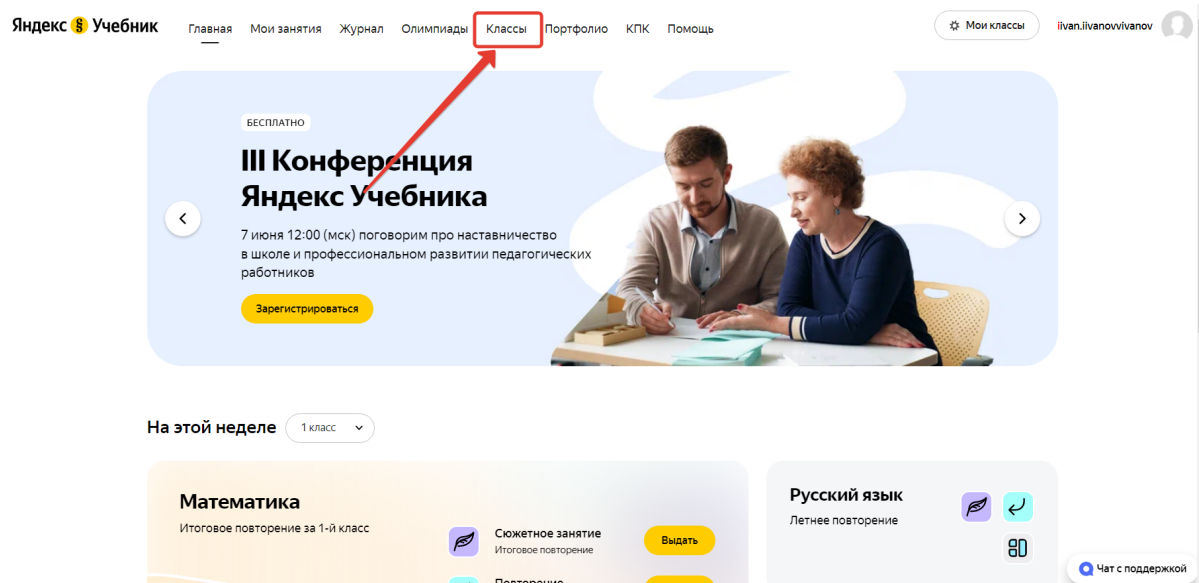 Яндекс Учебник
Главная Мои занятия Журнал Олимпиады Классы Портфолио КПК Помощь
Мои классы
iivan.iivanovvivanov
БЕСПЛАТНО
III Конференция
Яндекс Учебника
7 июня 12:00 (мск) поговорим про наставничество
в школе и профессиональном развитии педагогических
работников
Зарегистрироваться
На этой неделе
1 класс
Математика
Итоговое повторение за 1-й класс
Сюжетное занятие
Итоговое повторение
Выдать
Повторение
Русский язык
Летнее повторение
Чат с поддержкой